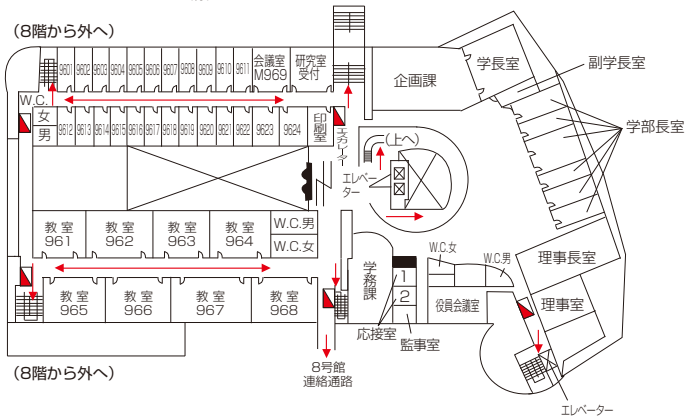 (8階から外へ)
9601
9602
9603
9604
9605
9606
9607
9608
9609
9610
9611
会議室
M969
研究室
受付
企画課
学長室
副学長室
学部長室
W.C.
女
男
9612
9613
9614
9615
9616
9617
9618
9619
9620
9621
9622
9623
9624
印刷室
エスカレーター
(上へ)
エレベーター
教室
961
教室
962
教室
963
教室
964
W.C.男
W.C.女
教室
965
教室
966
教室
967
教室
968
学務課
1
2
応接室
監事室
W.C.女
W.C.男
役員会議室
理事長室
理事室
8号館
連絡通路
エレベーター
(8階から外へ)